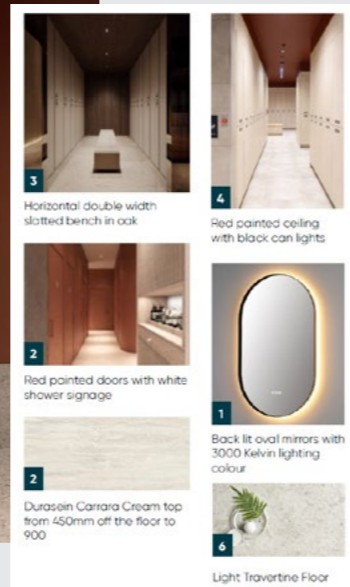 3
Horizontal double width
slatted bench in oak
2
Red painted doors with white
shower signage
2
Durasein Carrara Cream top
from 450mm off the floor to
900
4
Red painted ceiling
with black can lights
1
Back lit oval mirrors with
3000 Kelvin lighting
colour
6
Light Travertine Floor